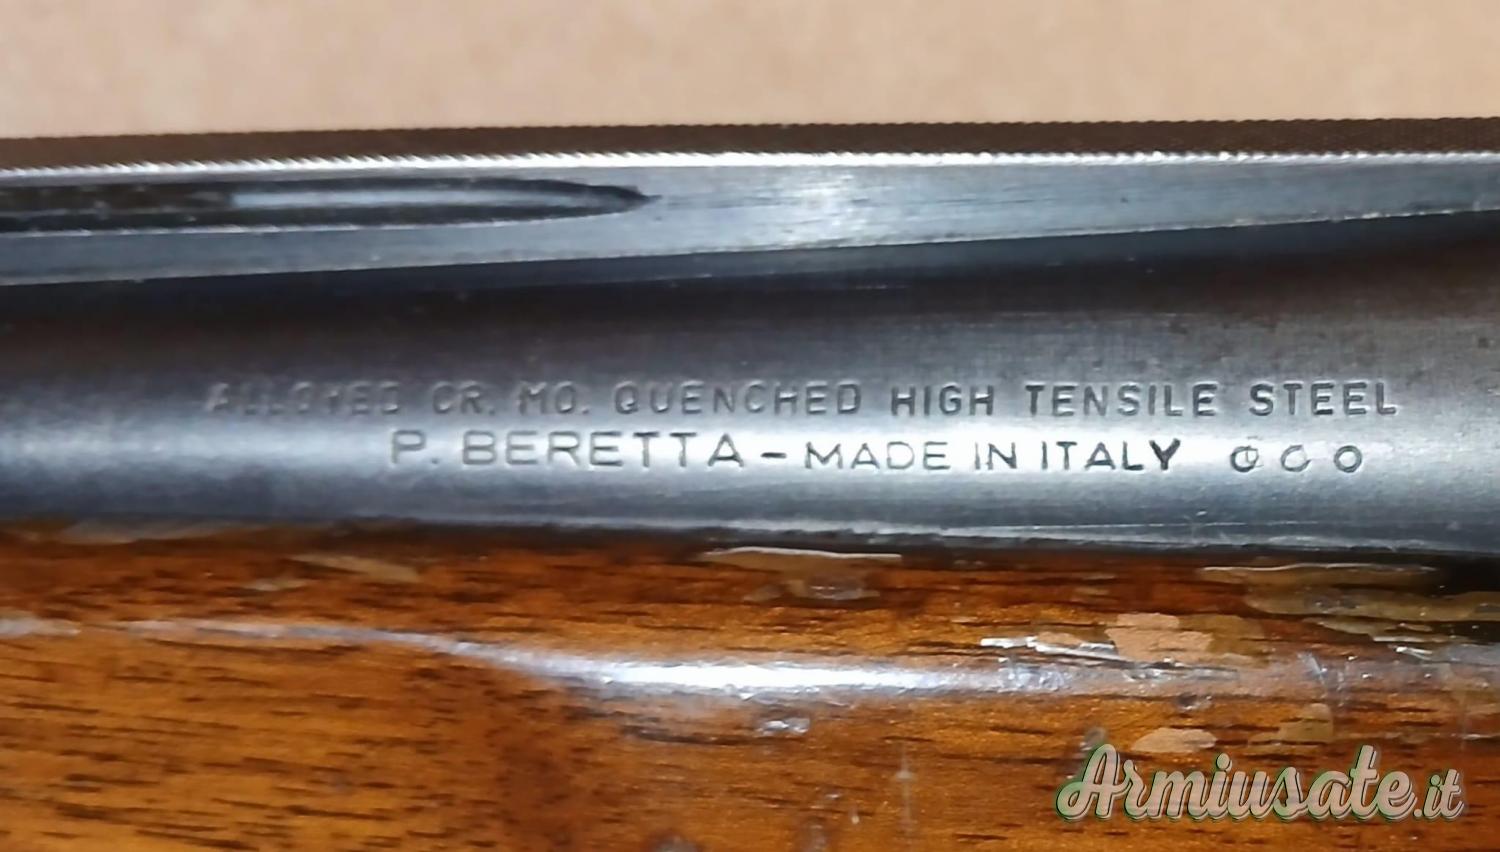 ALLOYED CR. MO. QUENCHED HIGH TENSILE STEEL
P. BERETTA - MADE IN ITALY O O O
Armiusate.it